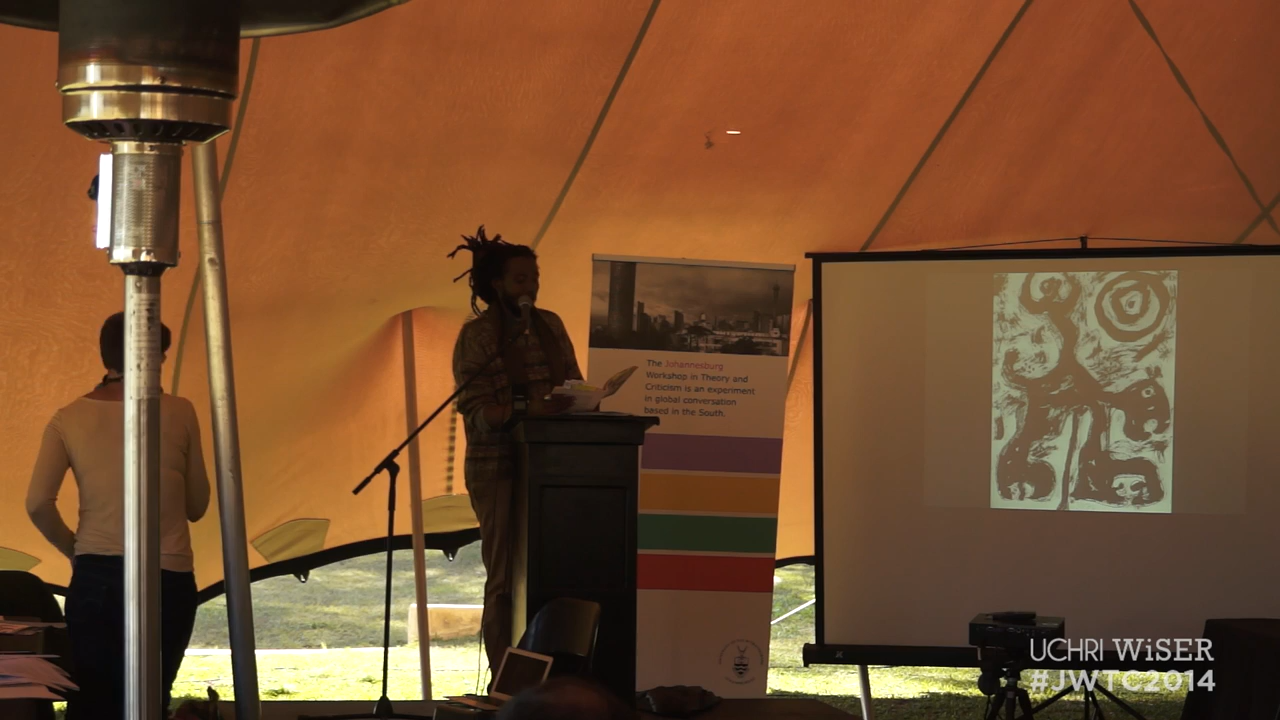 The Johannesburg
Workshop in Theory and
Criticism is an experiment
in global conversation
based in the South.
UCHRI WiSER
#JWTC2014